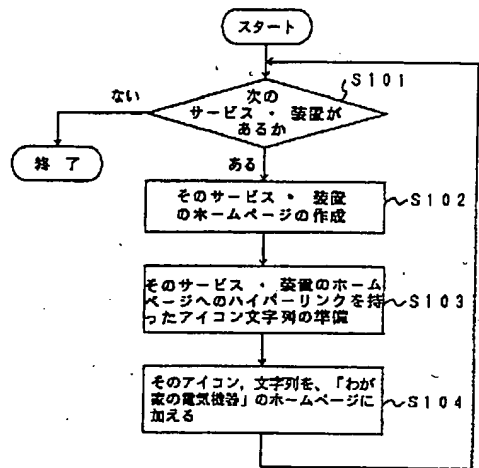 スタート
S101
次の
サービス・装置が
あるか
ない
終了
ある
そのサービス・装置
のホームページの作成
S102
そのサービス・装置のホーム
ページへのハイパーリンクを持
ったアイコン文字列の準備
S103
そのアイコン,文字列を、「わが
家の電気機器」のホームページに
加える
S104